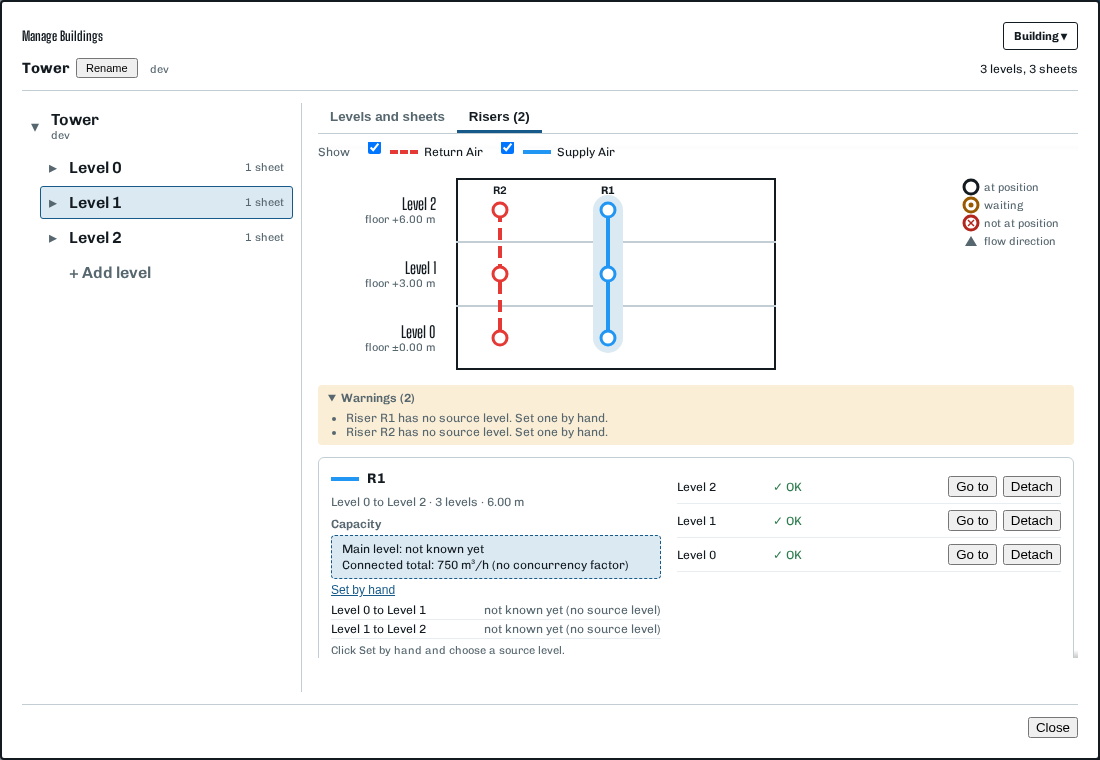 Manage Buildings
Building ▾
Tower Rename dev
3 levels, 3 sheets
▼ Tower
dev
▶ Level 0 1 sheet
▶ Level 1 1 sheet
▶ Level 2 1 sheet
+ Add level
Levels and sheets Risers (2)
Show Return Air Supply Air
R2 R1
Level 2
floor +6.00 m
Level 1
floor +3.00 m
Level 0
floor ±0.00 m
at position
waiting
not at position
flow direction
▼ Warnings (2)
• Riser R1 has no source level. Set one by hand.
• Riser R2 has no source level. Set one by hand.
R1
Level 0 to Level 2 · 3 levels · 6.00 m
Capacity
Main level: not known yet
Connected total: 750 m³/h (no concurrency factor)
Set by hand
Level 0 to Level 1 not known yet (no source level)
Level 1 to Level 2 not known yet (no source level)
Click Set by hand and choose a source level.
Level 2 ✓ OK Go to Detach
Level 1 ✓ OK Go to Detach
Level 0 ✓ OK Go to Detach
Close